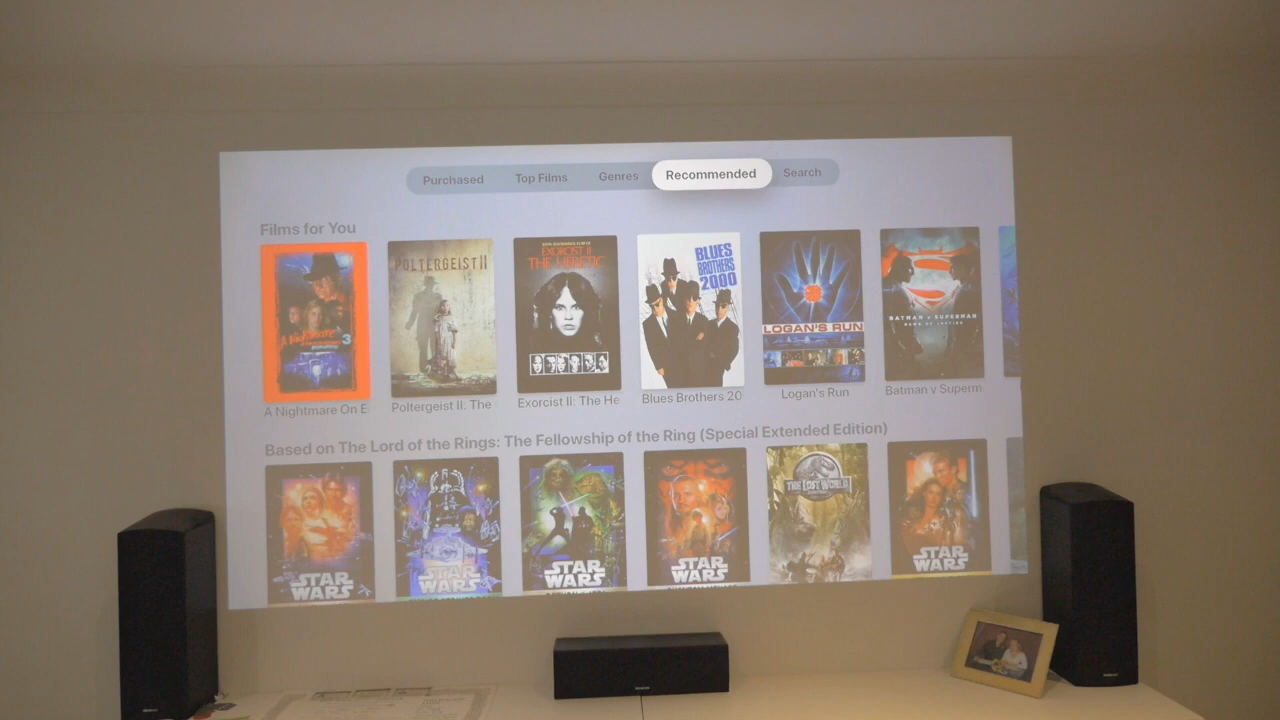 Purchased Top Films Genres Recommended Search
Films for You
POLTERGEIST II
EXORCIST II
THE HERETIC
BLUES
BROTHERS
2000
LOGAN'S RUN
BATMAN v SUPERMAN
DAWN OF JUSTICE
A Nightmare On E
Poltergeist II: The
Exorcist II: The He
Blues Brothers 20
Logan's Run
Batman v Superm
Based on The Lord of the Rings: The Fellowship of the Ring (Special Extended Edition)
STAR
WARS
STAR
WARS
STAR
WARS
STAR
WARS
THE LOST WORLD
STAR
WARS